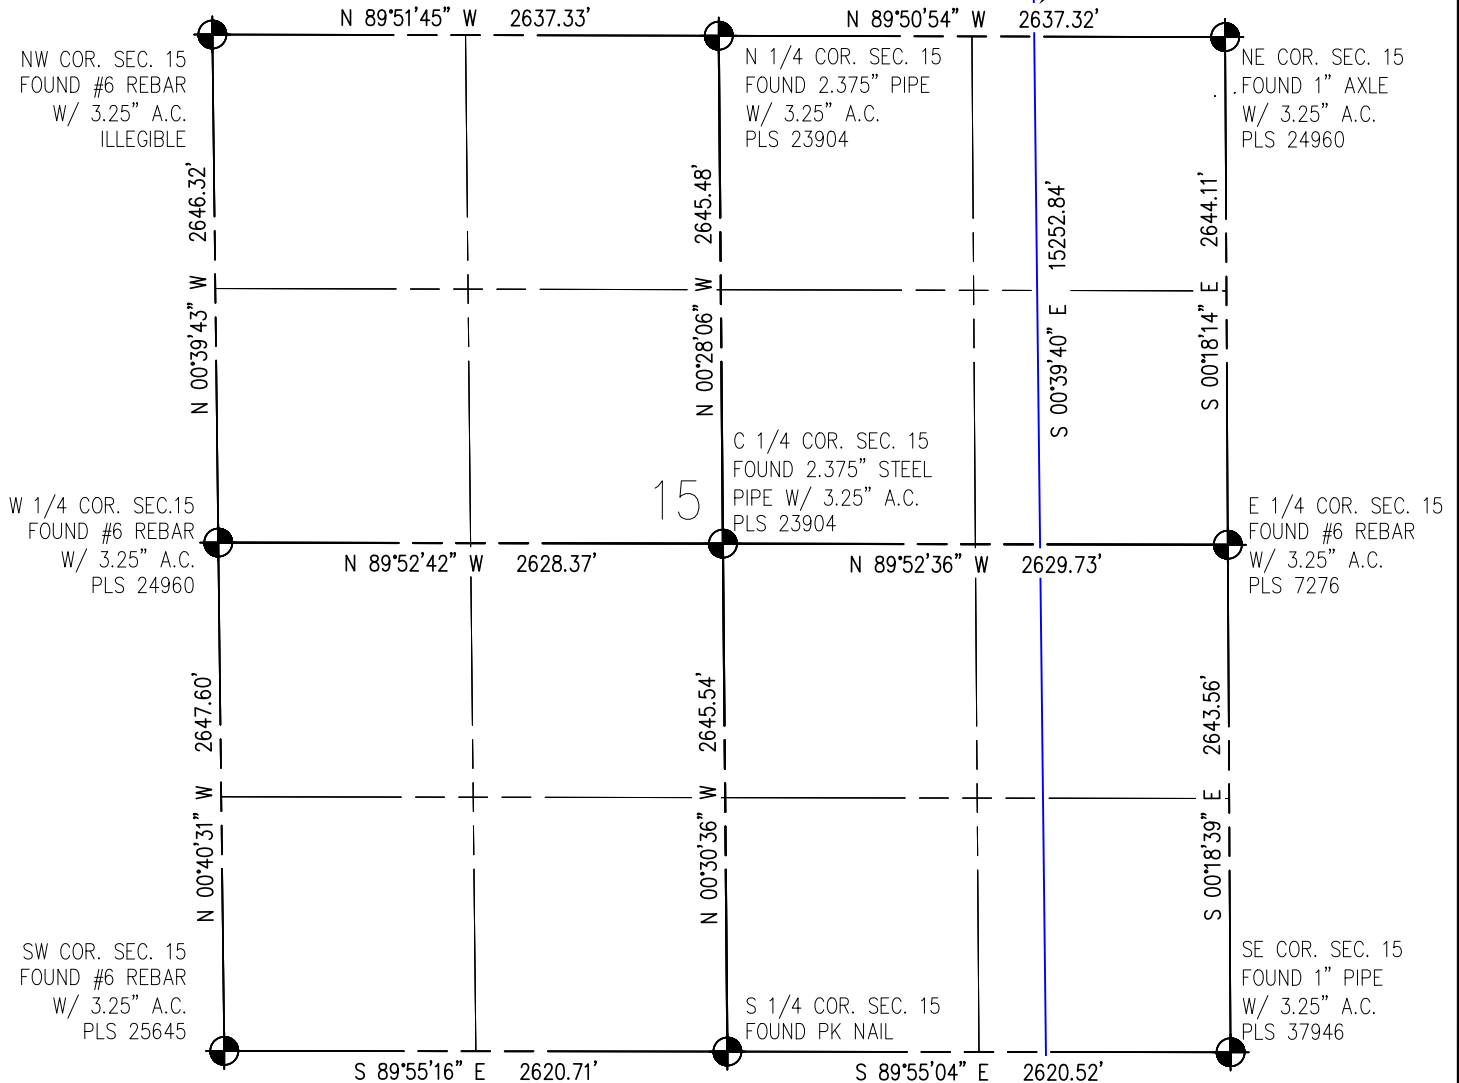 N 89°51'45" W 2637.33'
N 89°50'54" W 2637.32'
NW COR. SEC. 15
FOUND #6 REBAR
W/ 3.25" A.C.
ILLEGIBLE
N 1/4 COR. SEC. 15
FOUND 2.375" PIPE
W/ 3.25" A.C.
PLS 23904
NE COR. SEC. 15
FOUND 1" AXLE
W/ 3.25" A.C.
PLS 24960
N 00°39'43" W 2646.32'
N 00°28'06" W 2645.48'
S 00°39'40" E 15252.84'
S 00°18'14" E 2644.11'
C 1/4 COR. SEC. 15
FOUND 2.375" STEEL
PIPE W/ 3.25" A.C.
PLS 23904
15
W 1/4 COR. SEC.15
FOUND #6 REBAR
W/ 3.25" A.C.
PLS 24960
E 1/4 COR. SEC. 15
FOUND #6 REBAR
W/ 3.25" A.C.
PLS 7276
N 89°52'42" W 2628.37'
N 89°52'36" W 2629.73'
N 00°40'31" W 2647.60'
N 00°30'36" W 2645.54'
S 00°18'39" E 2643.56'
SW COR. SEC. 15
FOUND #6 REBAR
W/ 3.25" A.C.
PLS 25645
S 1/4 COR. SEC. 15
FOUND PK NAIL
SE COR. SEC. 15
FOUND 1" PIPE
W/ 3.25" A.C.
PLS 37946
S 89°55'16" E 2620.71'
S 89°55'04" E 2620.52'